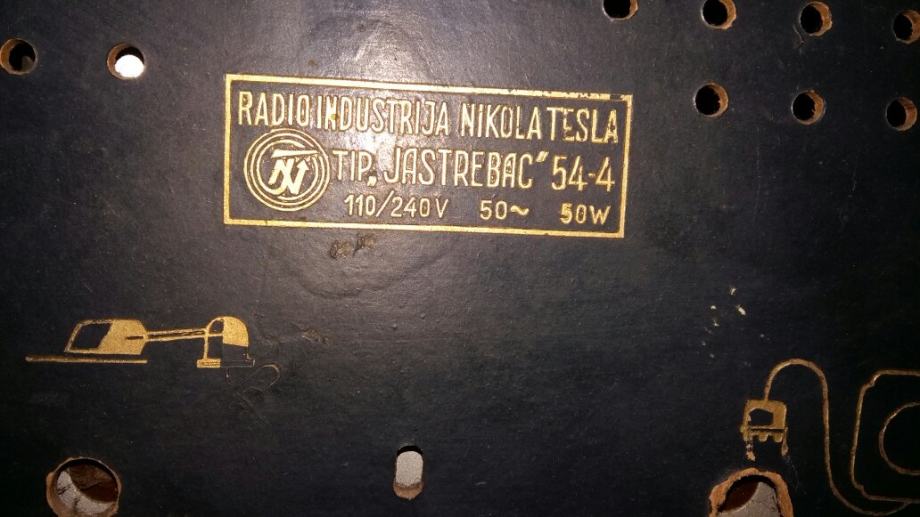 RADIO INDUSTRIJA NIKOLA TESLA
TIP „JASTREBAC" 54-4
110/240V 50~ 50W